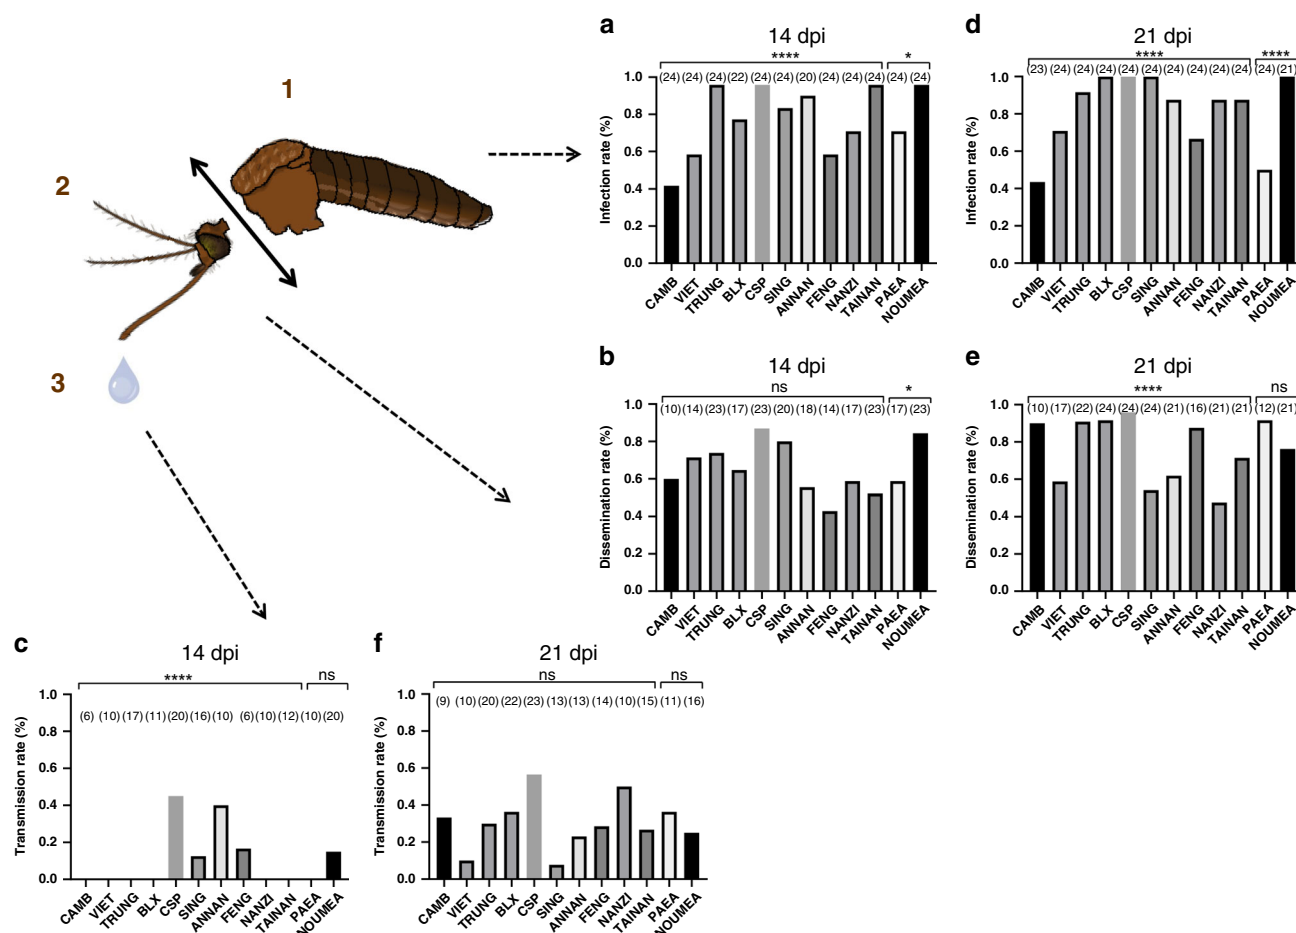 1
2
3
a
14 dpi
**** *
(24) (24) (24) (22) (24) (24) (20) (24) (24) (24) (24) (24)
1.0
0.8
0.6
0.4
0.2
0.0
Infection rate (%)
CAMB VIET TRUNG BLX CSP SING ANNAN FENG NANZI TAINAN PAEA NOUMEA
d
21 dpi
**** ****
(23) (24) (24) (24) (24) (24) (24) (24) (24) (24) (24) (21)
1.0
0.8
0.6
0.4
0.2
0.0
Infection rate (%)
CAMB VIET TRUNG BLX CSP SING ANNAN FENG NANZI TAINAN PAEA NOUMEA
b
14 dpi
ns *
(10) (14) (23) (17) (23) (20) (18) (14) (17) (23) (17) (23)
1.0
0.8
0.6
0.4
0.2
0.0
Dissemination rate (%)
CAMB VIET TRUNG BLX CSP SING ANNAN FENG NANZI TAINAN PAEA NOUMEA
e
21 dpi
**** ns
(10) (17) (22) (24) (24) (24) (21) (16) (21) (21) (12) (21)
1.0
0.8
0.6
0.4
0.2
0.0
Dissemination rate (%)
CAMB VIET TRUNG BLX CSP SING ANNAN FENG NANZI TAINAN PAEA NOUMEA
c
14 dpi
**** ns
(6) (10) (17) (11) (20) (16) (10) (6) (10) (12) (10) (20)
1.0
0.8
0.6
0.4
0.2
0.0
Transmission rate (%)
CAMB VIET TRUNG BLX CSP SING ANNAN FENG NANZI TAINAN PAEA NOUMEA
f
21 dpi
ns ns
(9) (10) (20) (22) (23) (13) (13) (14) (10) (15) (11) (16)
1.0
0.8
0.6
0.4
0.2
0.0
Transmission rate (%)
CAMB VIET TRUNG BLX CSP SING ANNAN FENG NANZI TAINAN PAEA NOUMEA